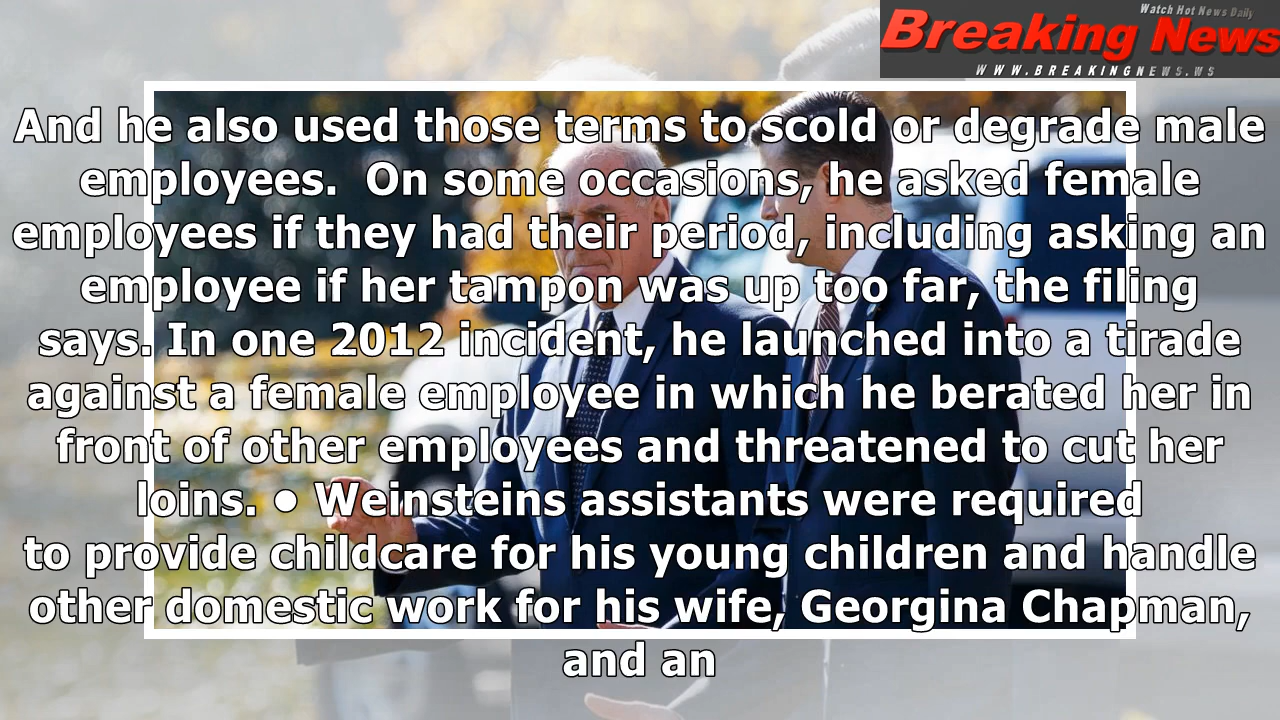 Watch Hot News Daily
Breaking News
WWW.BREAKINGNEWS.WS
And he also used those terms to scold or degrade male
employees.  On some occasions, he asked female
employees if they had their period, including asking an
employee if her tampon was up too far, the filing
says. In one 2012 incident, he launched into a tirade
against a female employee in which he berated her in
front of other employees and threatened to cut her
loins. • Weinsteins assistants were required
to provide childcare for his young children and handle
other domestic work for his wife, Georgina Chapman,
and an